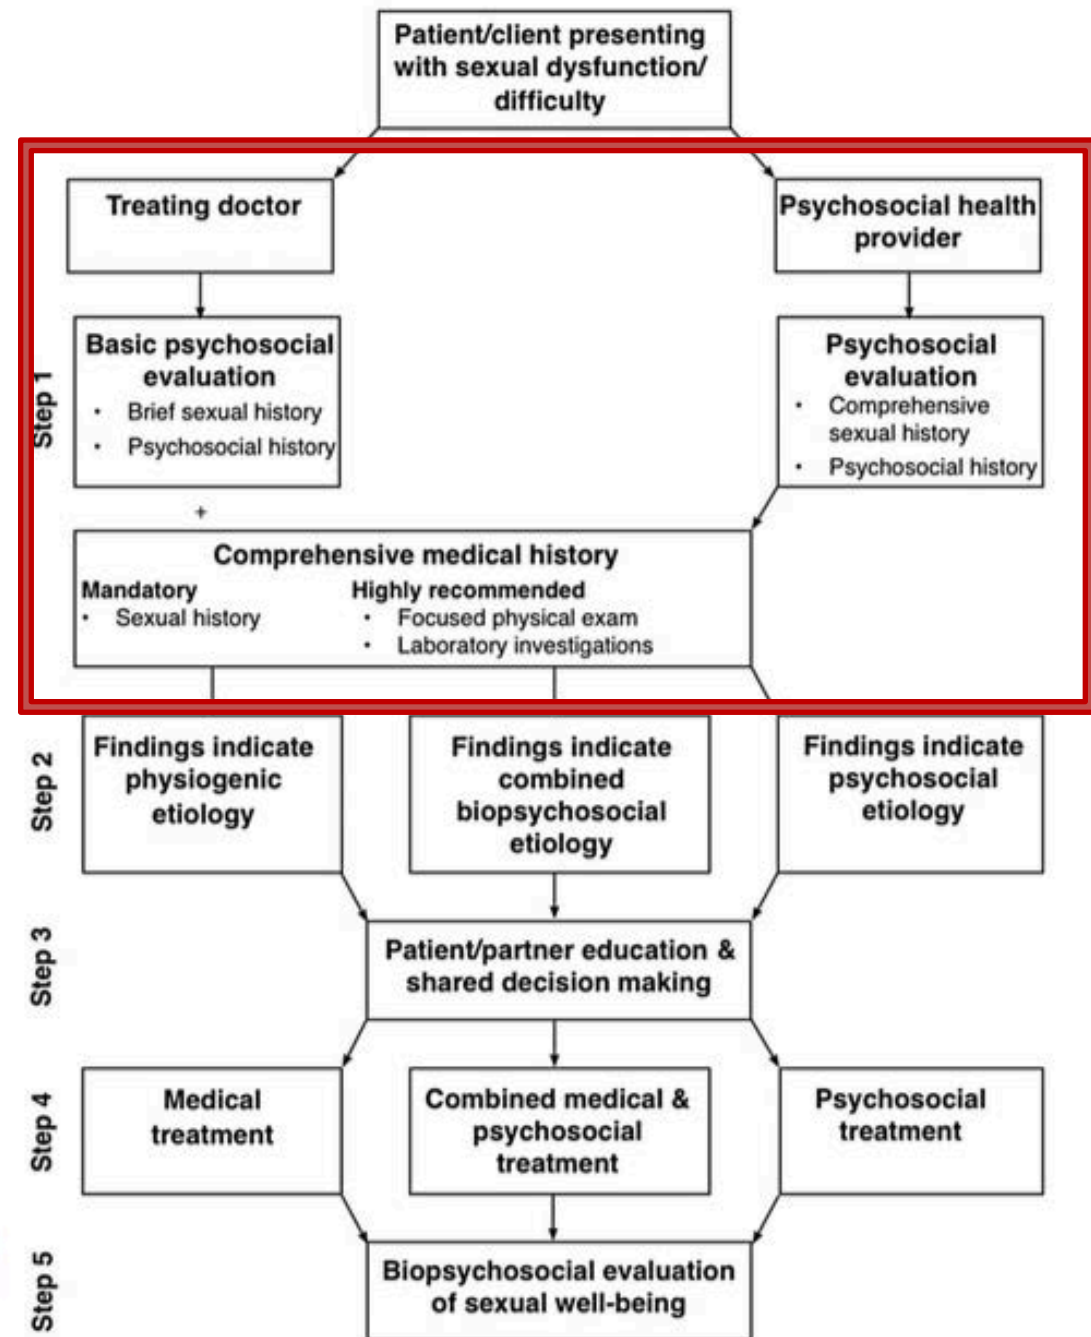 Patient/client presenting
with sexual dysfunction/
difficulty
Treating doctor
Psychosocial health
provider
Step 1
Basic psychosocial
evaluation
• Brief sexual history
• Psychosocial history
Psychosocial
evaluation
• Comprehensive
sexual history
• Psychosocial history
+
Comprehensive medical history
Mandatory
• Sexual history
Highly recommended
• Focused physical exam
• Laboratory investigations
Step 2
Findings indicate
physiogenic
etiology
Findings indicate
combined
biopsychosocial
etiology
Findings indicate
psychosocial
etiology
Step 3
Patient/partner education &
shared decision making
Step 4
Medical
treatment
Combined medical &
psychosocial
treatment
Psychosocial
treatment
Step 5
Biopsychosocial evaluation
of sexual well-being